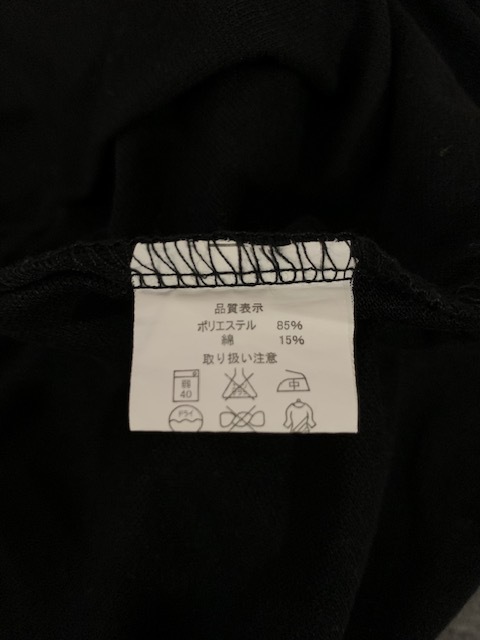 品質表示
ポリエステル 85%
綿 15%
取り扱い注意
弱 40 中
ドライ